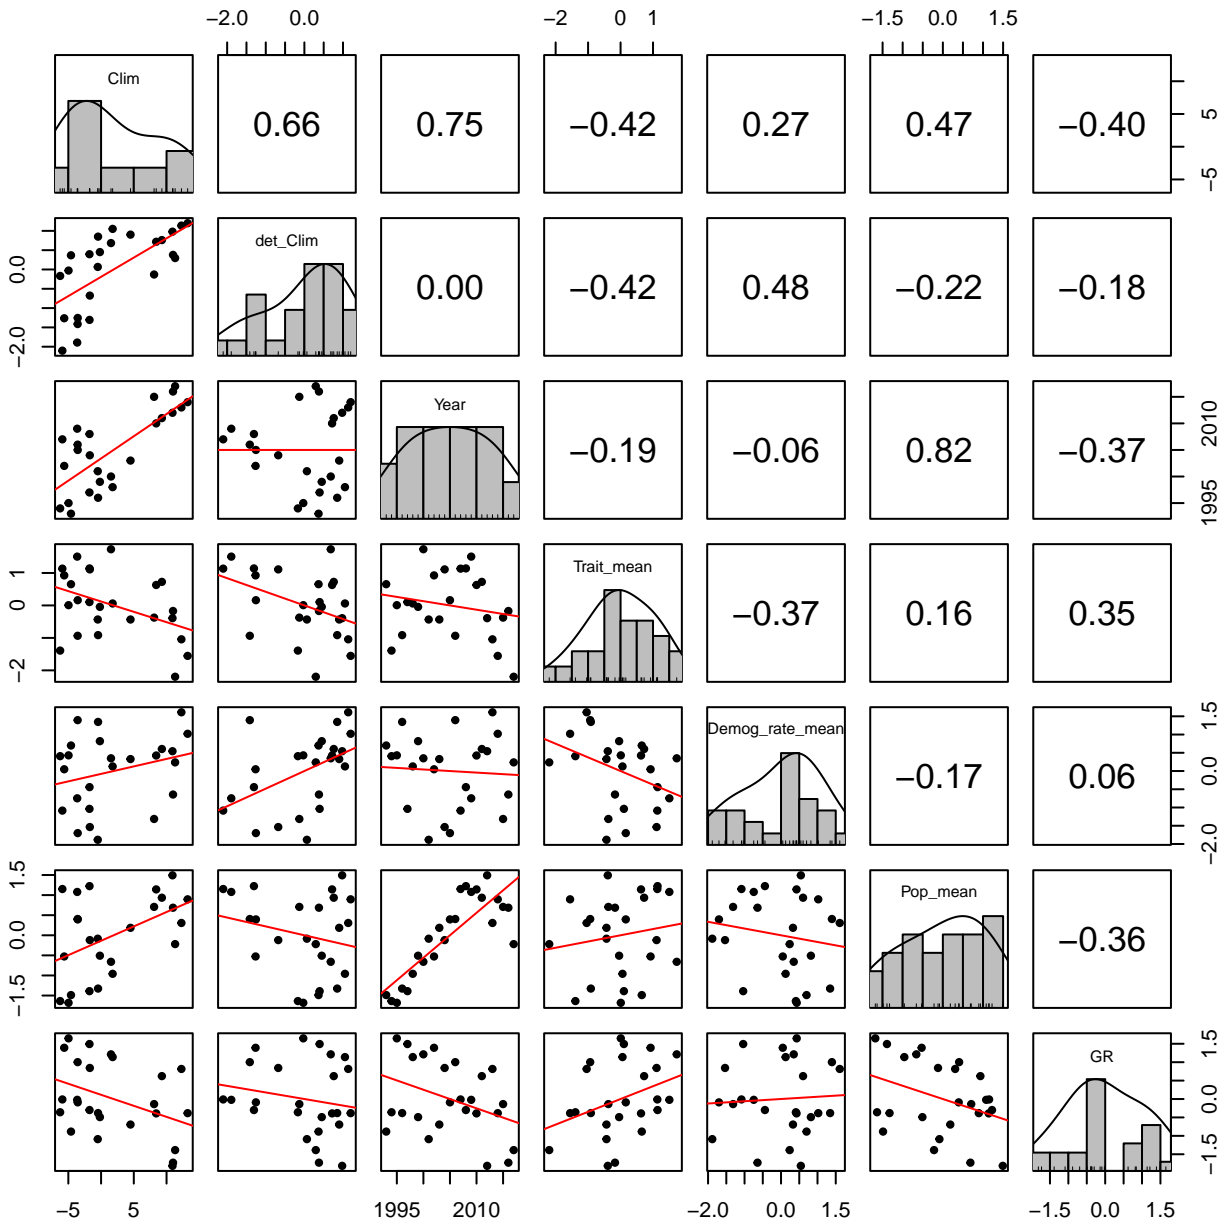 −2.0 0.0 −2 0 1 −1.5 0.0 1.5
Clim 0.66 0.75 −0.42 0.27 0.47 −0.40 −5 5
−2.0 0.0 det_Clim 0.00 −0.42 0.48 −0.22 −0.18
Year −0.19 −0.06 0.82 −0.37 1995 2010
−2 0 1 Trait_mean −0.37 0.16 0.35
Demog_rate_mean −0.17 0.06 −2.0 0.0 1.5
−1.5 0.0 1.5 Pop_mean −0.36
GR −1.5 0.0 1.5
−5 5 1995 2010 −2.0 0.0 1.5 −1.5 0.0 1.5